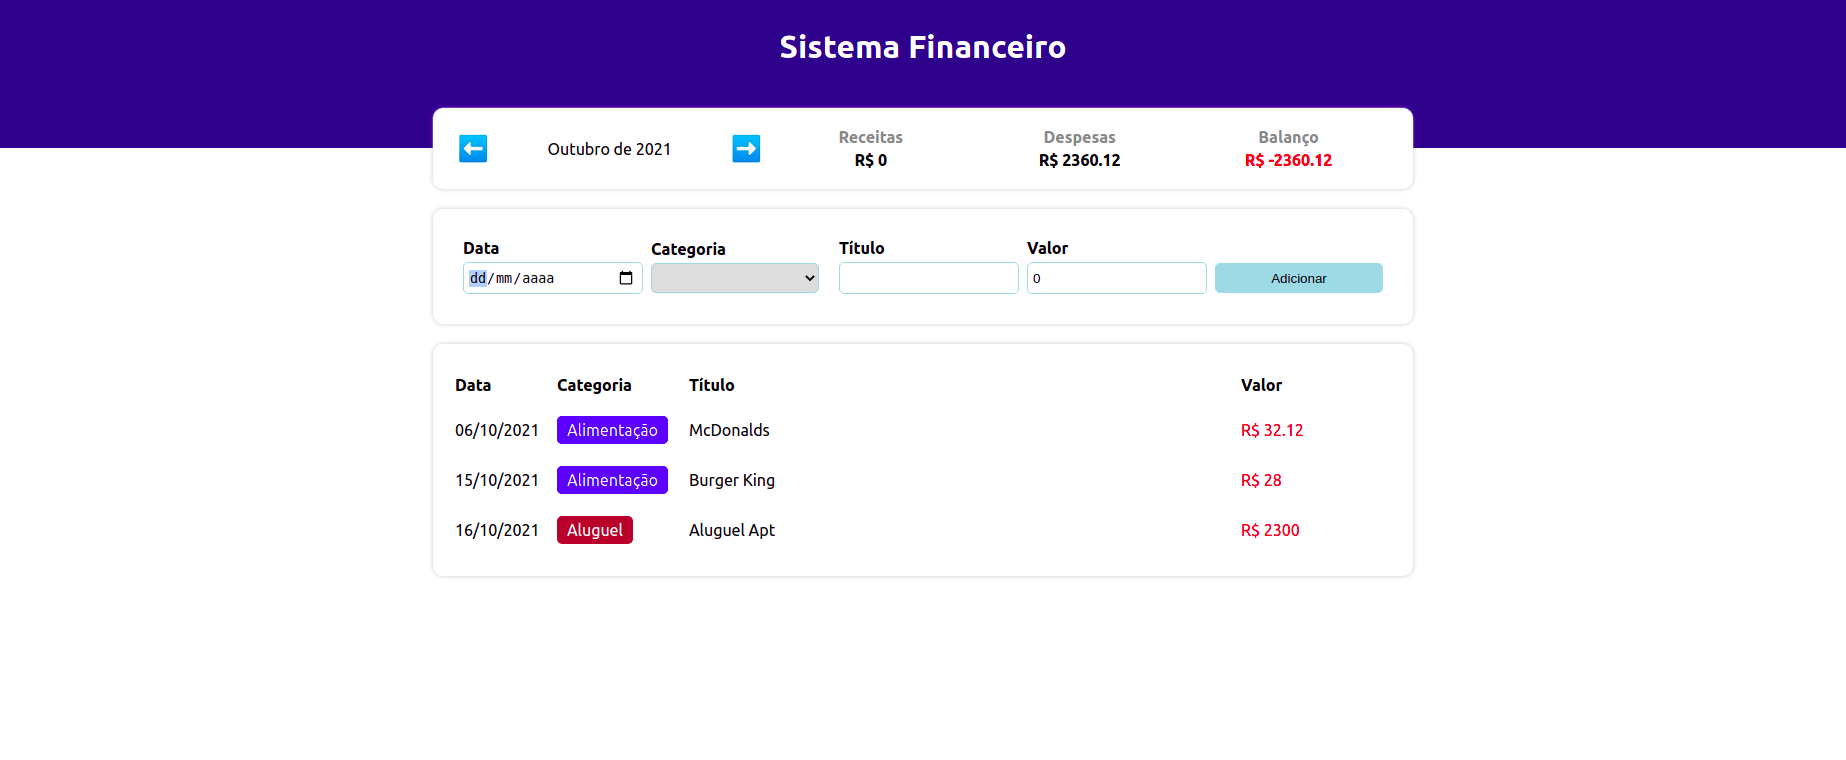 Sistema Financeiro
Outubro de 2021
Receitas
R$ 0
Despesas
R$ 2360.12
Balanço
R$ -2360.12
Data Categoria Título Valor
dd/mm/aaaa 0 Adicionar
Data Categoria Título Valor
06/10/2021 Alimentação McDonalds R$ 32.12
15/10/2021 Alimentação Burger King R$ 28
16/10/2021 Aluguel Aluguel Apt R$ 2300